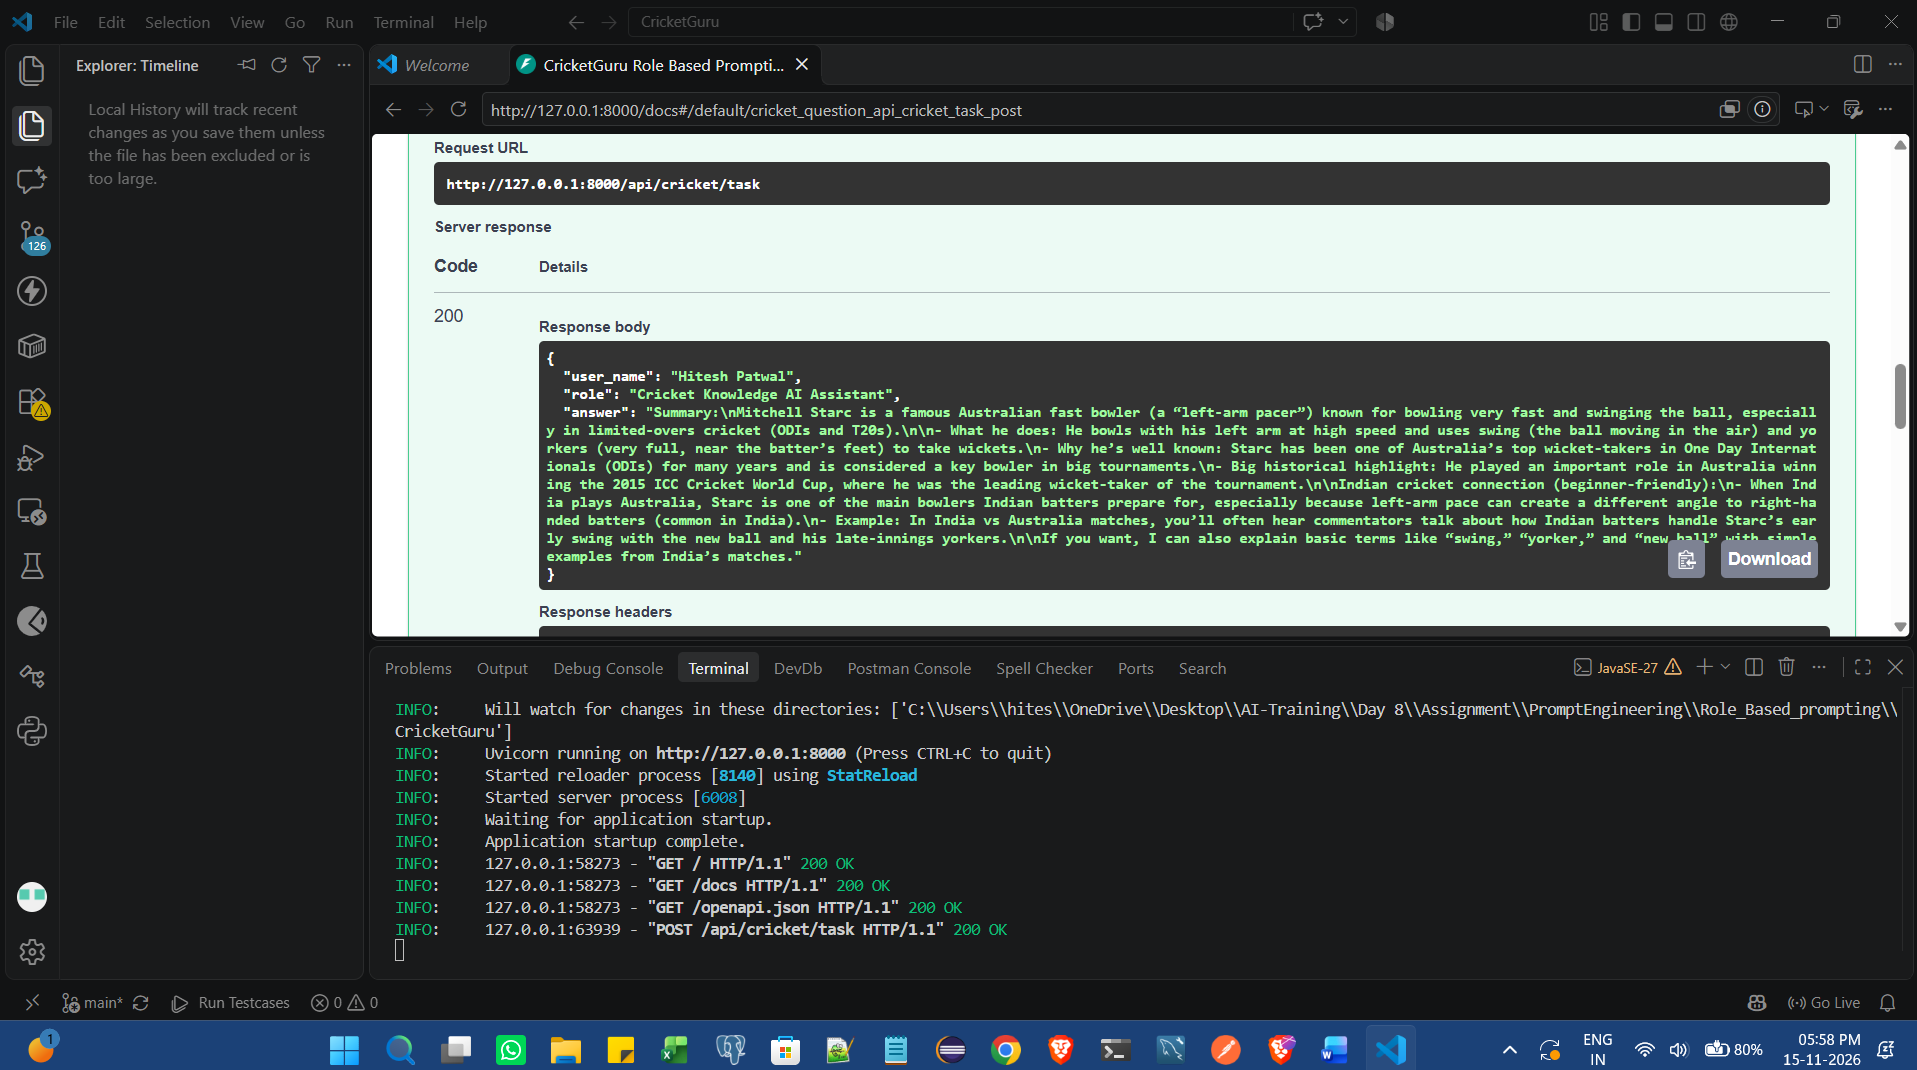 File Edit Selection View Go Run Terminal Help
CricketGuru
Explorer: Timeline
Local History will track recent
changes as you save them unless
the file has been excluded or is
too large.
126
Welcome
CricketGuru Role Based Prompti...
http://127.0.0.1:8000/docs#/default/cricket_question_api_cricket_task_post
Request URL
http://127.0.0.1:8000/api/cricket/task
Server response
Code Details
200
Response body
{
"user_name": "Hitesh Patwal",
"role": "Cricket Knowledge AI Assistant",
"answer": "Summary:\nMitchell Starc is a famous Australian fast bowler (a “left-arm pacer”) known for bowling very fast and swinging the ball, especiall
y in limited-overs cricket (ODIs and T20s).\n\n- What he does: He bowls with his left arm at high speed and uses swing (the ball moving in the air) and yo
rkers (very full, near the batter’s feet) to take wickets.\n- Why he’s well known: Starc has been one of Australia’s top wicket-takers in One Day Internat
ionals (ODIs) for many years and is considered a key bowler in big tournaments.\n- Big historical highlight: He played an important role in Australia winn
ing the 2015 ICC Cricket World Cup, where he was the leading wicket-taker of the tournament.\n\nIndian cricket connection (beginner-friendly):\n- When Ind
ia plays Australia, Starc is one of the main bowlers Indian batters prepare for, especially because left-arm pace can create a different angle to right-ha
nded batters (common in India).\n- Example: In India vs Australia matches, you’ll often hear commentators talk about how Indian batters handle Starc’s ear
ly swing with the new ball and his late-innings yorkers.\n\nIf you want, I can also explain basic terms like “swing,” “yorker,” and “new ball” with simple
examples from India’s matches."
}
Download
Response headers
Problems Output Debug Console Terminal DevDb Postman Console Spell Checker Ports Search
JavaSE-27
INFO: Will watch for changes in these directories: ['C:\\Users\\hites\\OneDrive\\Desktop\\AI-Training\\Day 8\\Assignment\\PromptEngineering\\Role_Based_prompting\\
CricketGuru']
INFO: Uvicorn running on http://127.0.0.1:8000 (Press CTRL+C to quit)
INFO: Started reloader process [8140] using StatReload
INFO: Started server process [6008]
INFO: Waiting for application startup.
INFO: Application startup complete.
INFO: 127.0.0.1:58273 - "GET / HTTP/1.1" 200 OK
INFO: 127.0.0.1:58273 - "GET /docs HTTP/1.1" 200 OK
INFO: 127.0.0.1:58273 - "GET /openapi.json HTTP/1.1" 200 OK
INFO: 127.0.0.1:63939 - "POST /api/cricket/task HTTP/1.1" 200 OK
main* Run Testcases 0 0 Go Live
1
ENG
IN
80%
05:58 PM
15-11-2026